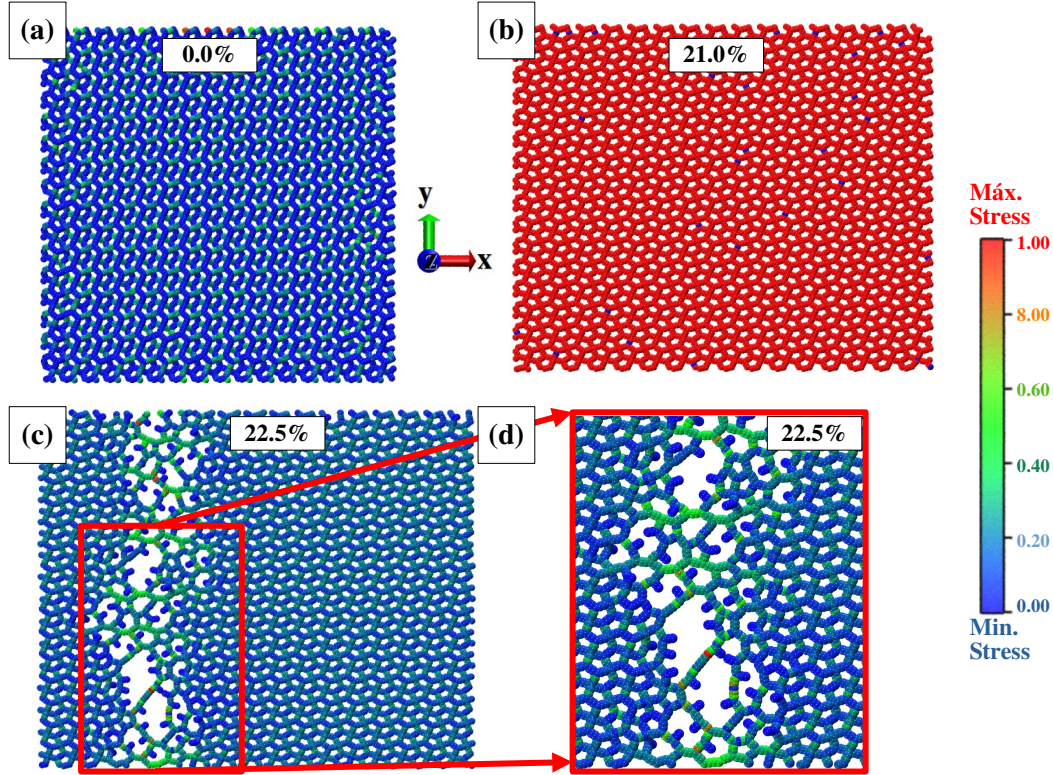 (a)
0.0%
(b)
21.0%
y
z
x
Máx.
Stress
1.00
8.00
0.60
0.40
0.20
0.00
Min.
Stress
(c)
22.5%
(d)
22.5%